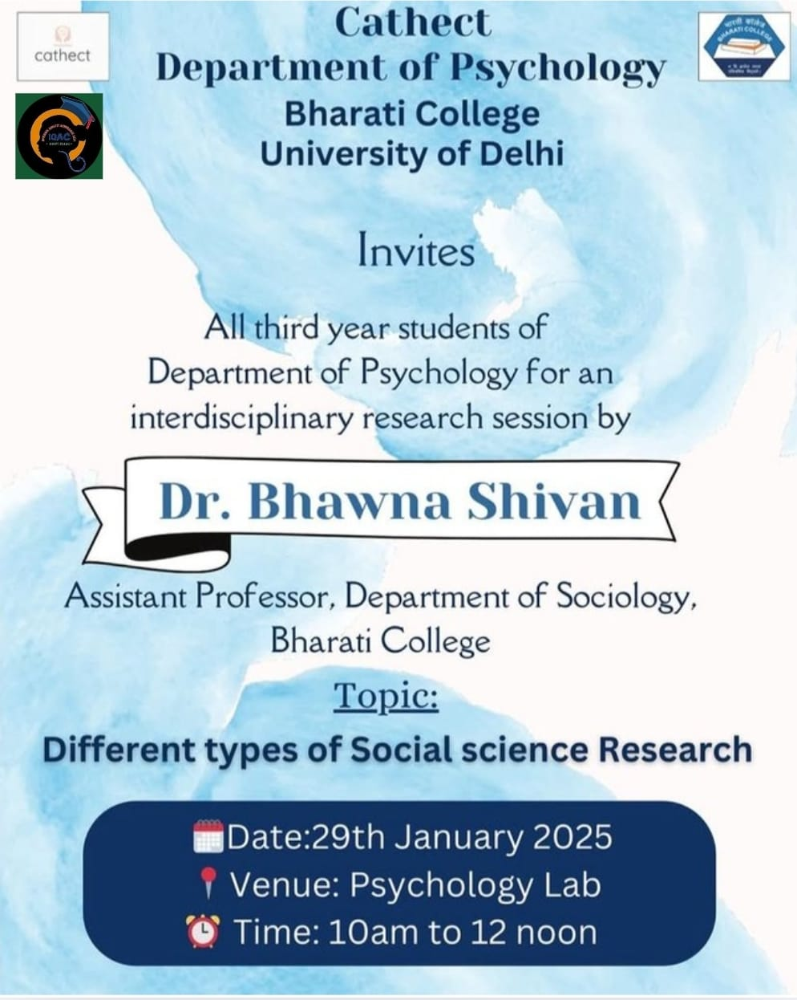 cathect
Cathect
Department of Psychology
Bharati College
University of Delhi
भारती कॉलेज
BHARATI COLLEGE
IQAC
Invites
All third year students of
Department of Psychology for an
interdisciplinary research session by
Dr. Bhawna Shivan
Assistant Professor, Department of Sociology,
Bharati College
Topic:
Different types of Social science Research
Date:29th January 2025
Venue: Psychology Lab
Time: 10am to 12 noon